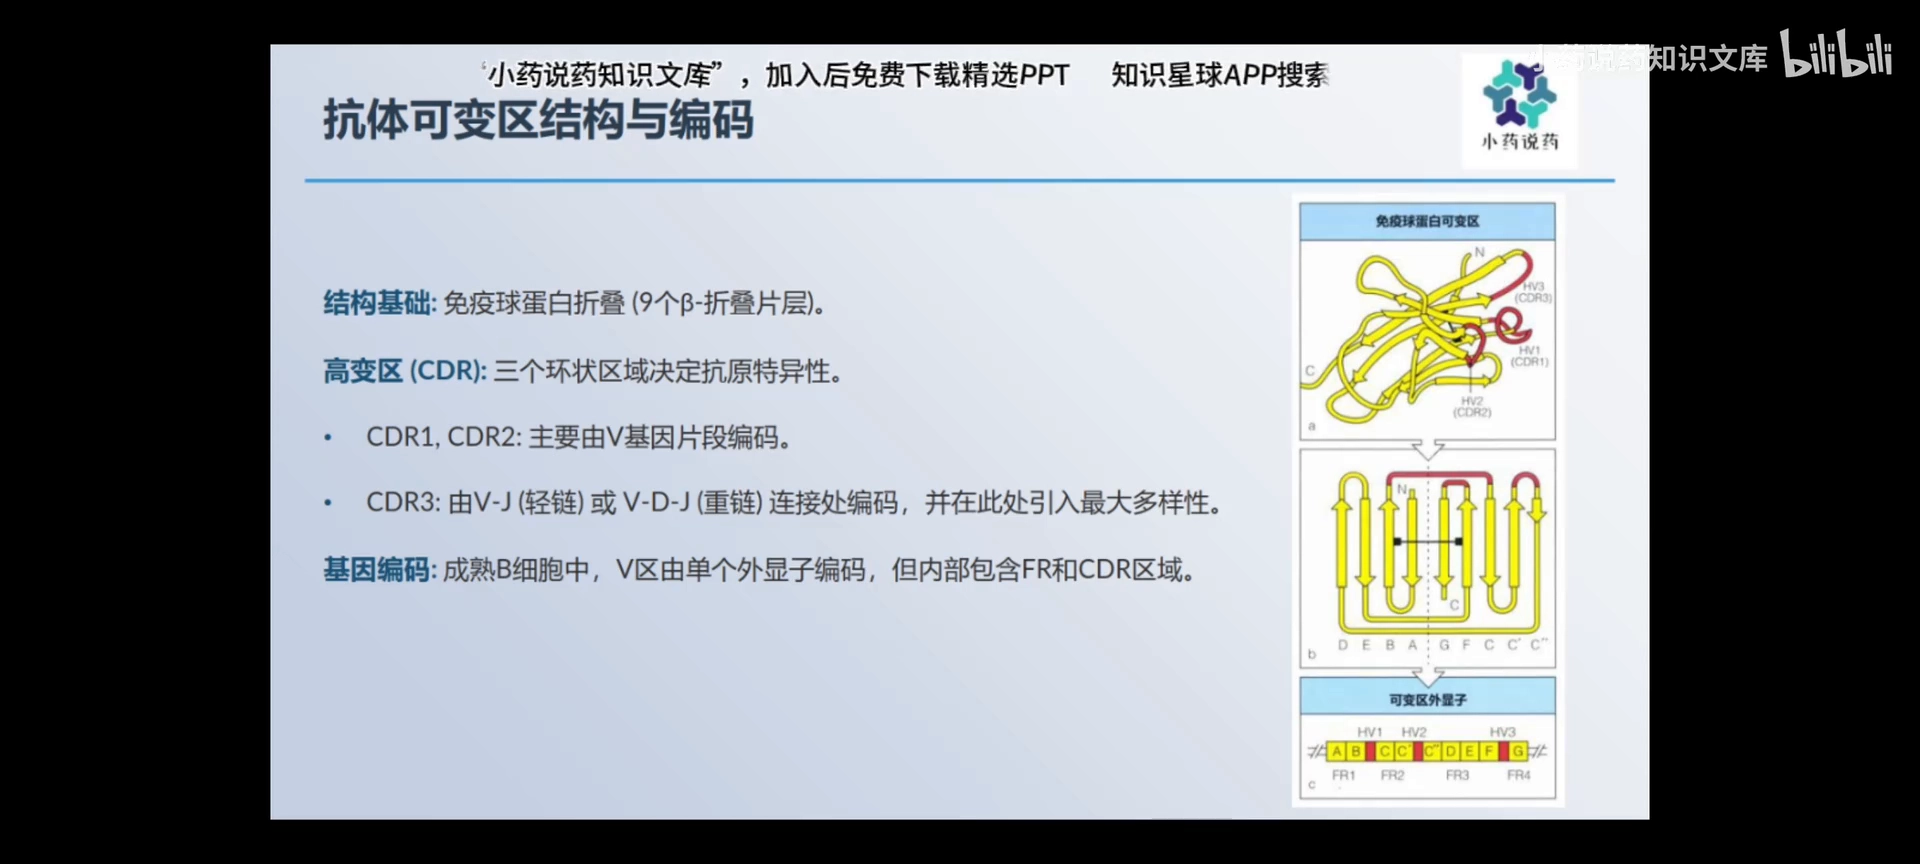 “小药说药知识文库”，加入后免费下载精选PPT 知识星球APP搜索
小药说药知识文库 bilibili
抗体可变区结构与编码
小药说药
结构基础: 免疫球蛋白折叠 (9个β-折叠片层)。
高变区 (CDR): 三个环状区域决定抗原特异性。
• CDR1, CDR2: 主要由V基因片段编码。
• CDR3: 由V-J (轻链) 或 V-D-J (重链) 连接处编码，并在此处引入最大多样性。
基因编码: 成熟B细胞中，V区由单个外显子编码，但内部包含FR和CDR区域。
免疫球蛋白可变区
N
HV3
(CDR3)
HV1
(CDR1)
C
HV2
(CDR2)
a
N
C
D E B A G F C C' C''
b
可变区外显子
HV1 HV2 HV3
A B C C' C'' D E F G
FR1 FR2 FR3 FR4
c